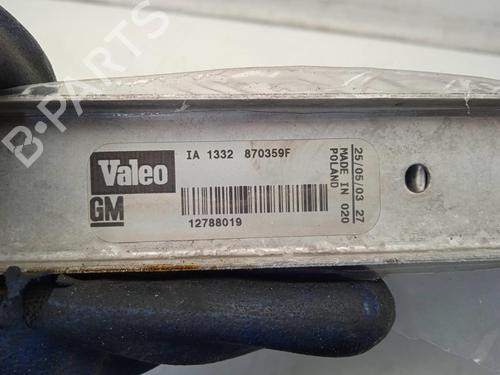 B-PARTS
Valeo
GM
IA 1332 870359F
12788019
25/05/03 27
MADE IN 020
POLAND